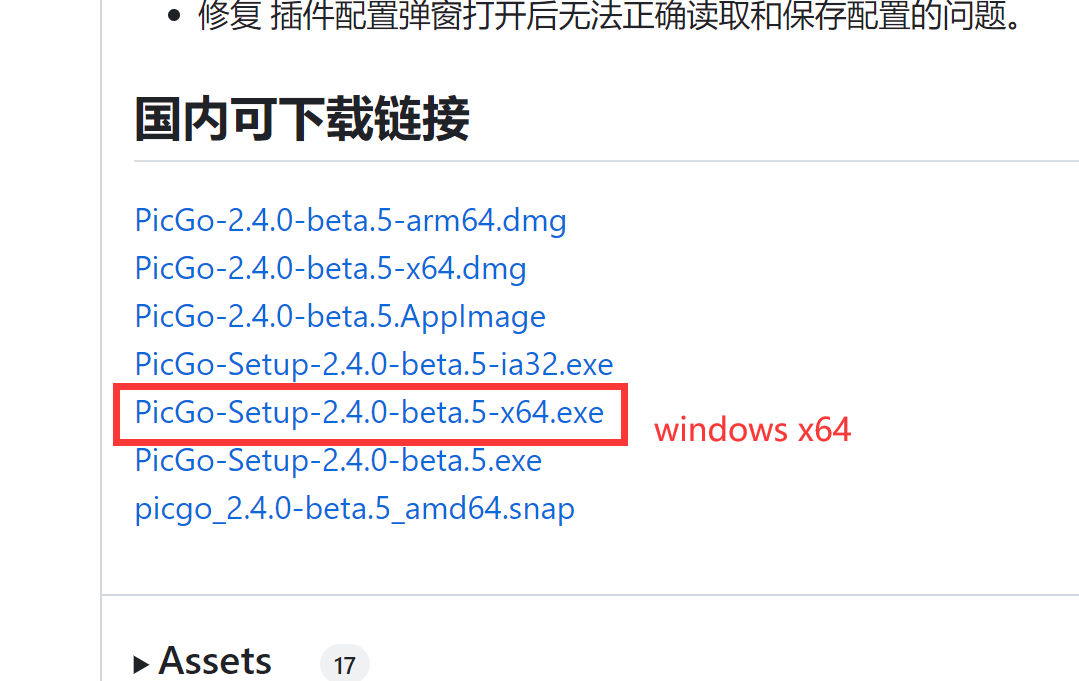 修复 插件配置弹窗打开后无法正确读取和保存配置的问题。
国内可下载链接
PicGo-2.4.0-beta.5-arm64.dmg
PicGo-2.4.0-beta.5-x64.dmg
PicGo-2.4.0-beta.5.AppImage
PicGo-Setup-2.4.0-beta.5-ia32.exe
PicGo-Setup-2.4.0-beta.5-x64.exe
windows x64
PicGo-Setup-2.4.0-beta.5.exe
picgo_2.4.0-beta.5_amd64.snap
Assets 17